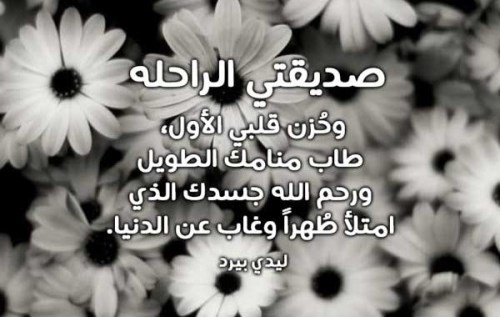 صديقتي الراحله
وحُزن قلبي الأول،
طاب منامك الطويل
ورحم الله جسدك الذي
امتلأ طُهراً وغاب عن الدنيا.
ليدي بيرد